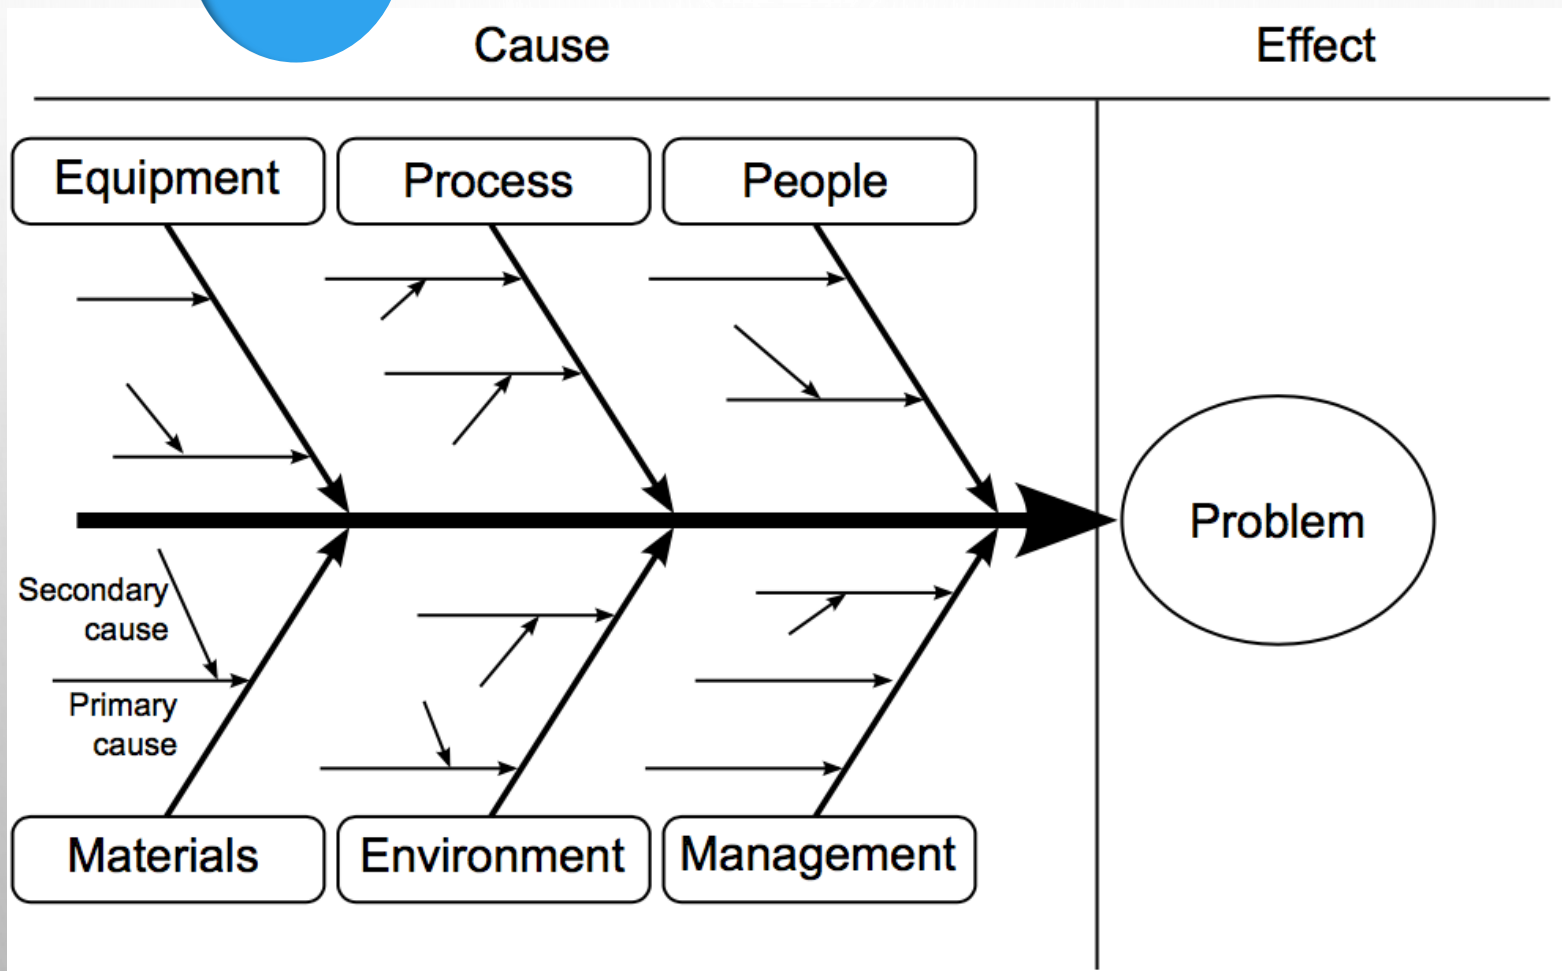 Cause
Effect
Equipment
Process
People
Problem
Secondary
cause
Primary
cause
Materials
Environment
Management